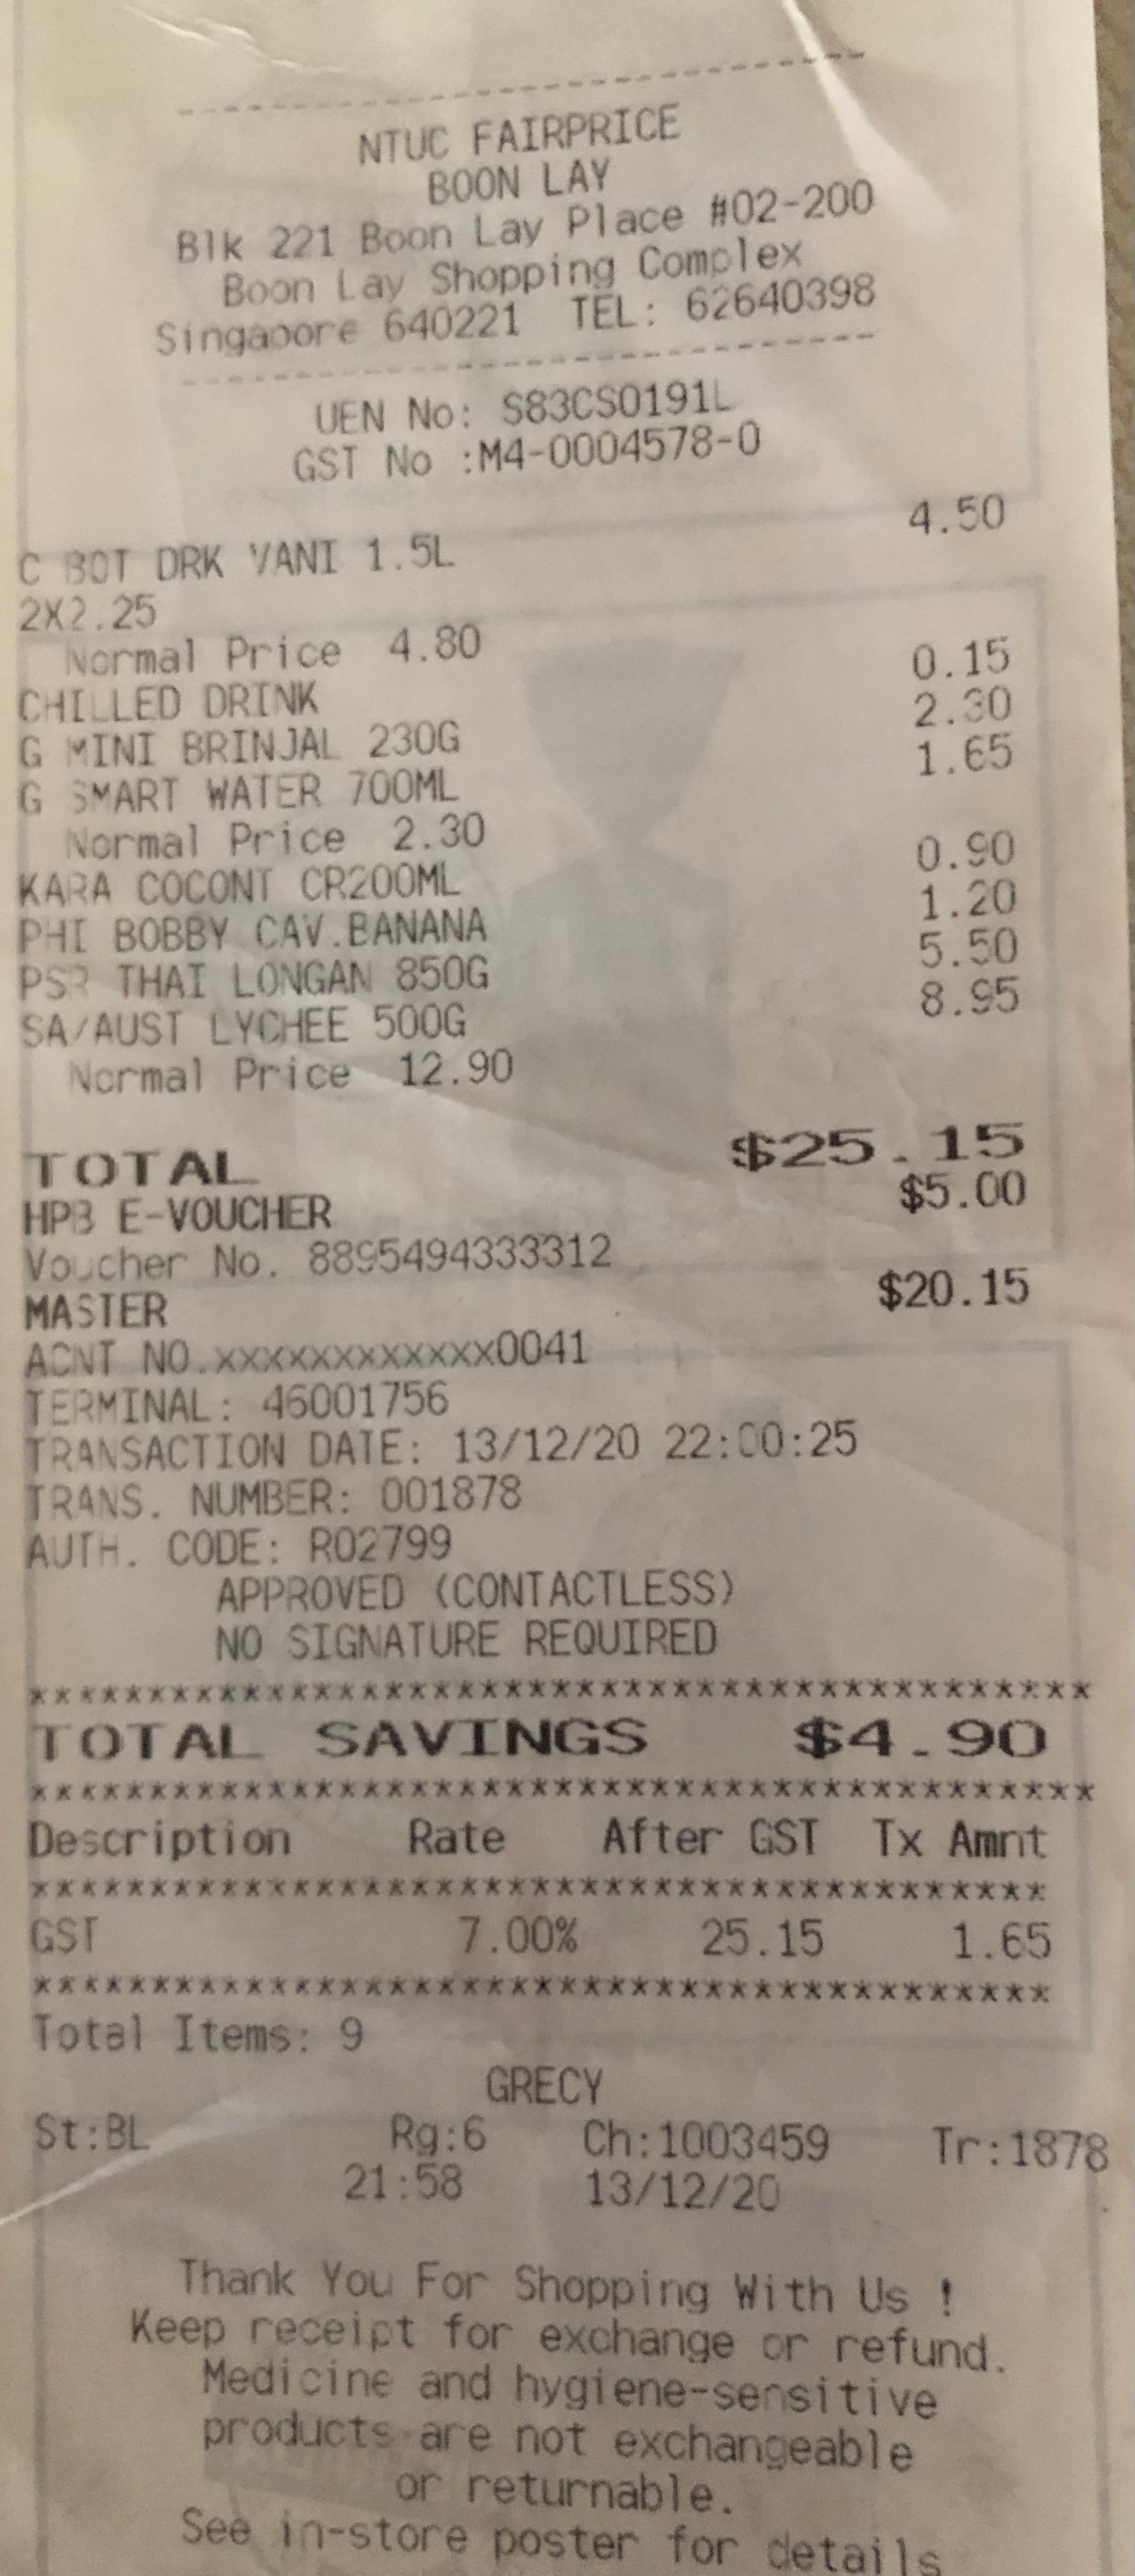 NTUC FAIRPRICE
BOON LAY
Blk 221 Boon Lay Place #02-200
Boon Lay Shopping Complex
Singapore 640221 TEL: 62640398
UEN No: S83CS0191L
GST No :M4-0004578-0
C BOT DRK VANI 1.5L 4.50
2X2.25
Normal Price 4.80
CHILLED DRINK 0.15
G MINI BRINJAL 230G 2.30
G SMART WATER 700ML 1.65
Normal Price 2.30
KARA COCONT CR200ML 0.90
PHI BOBBY CAV.BANANA 1.20
PSR THAI LONGAN 850G 5.50
SA/AUST LYCHEE 500G 8.95
Normal Price 12.90
TOTAL $25.15
HPB E-VOUCHER $5.00
Voucher No. 8895494333312
MASTER $20.15
ACNT NO.xxxxxxxxxxxx0041
TERMINAL: 46001756
TRANSACTION DATE: 13/12/20 22:00:25
TRANS. NUMBER: 001878
AUTH. CODE: R02799
APPROVED (CONTACTLESS)
NO SIGNATURE REQUIRED
TOTAL SAVINGS $4.90
Description Rate After GST Tx Amnt
GST 7.00% 25.15 1.65
Total Items: 9
GRECY
St:BL Rg:6 Ch:1003459 Tr:1878
21:58 13/12/20
Thank You For Shopping With Us !
Keep receipt for exchange or refund.
Medicine and hygiene-sensitive
products are not exchangeable
or returnable.
See in-store poster for details